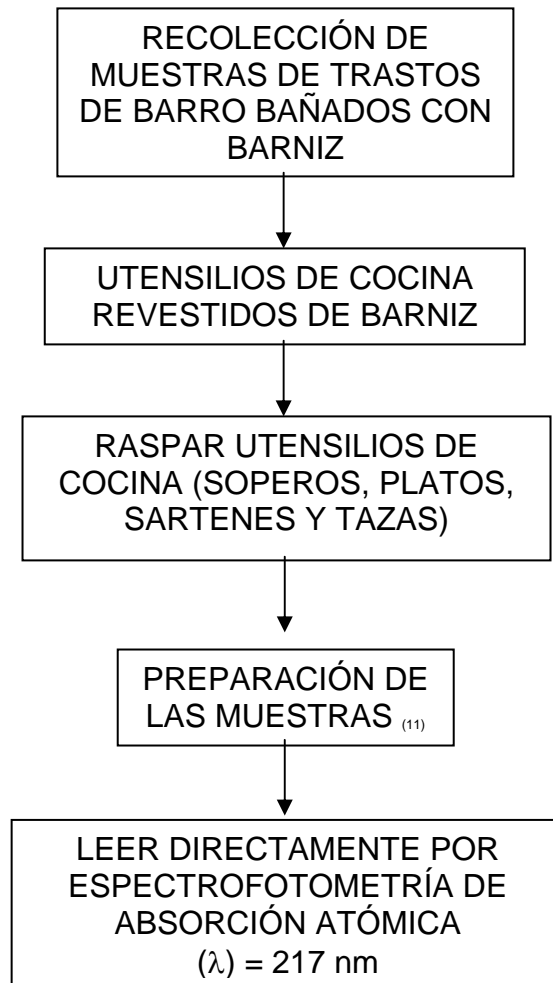 RECOLECCIÓN DE
MUESTRAS DE TRASTOS
DE BARRO BAÑADOS CON
BARNIZ
UTENSILIOS DE COCINA
REVESTIDOS DE BARNIZ
RASPAR UTENSILIOS DE
COCINA (SOPEROS, PLATOS,
SARTENES Y TAZAS)
PREPARACIÓN DE
LAS MUESTRAS (11)
LEER DIRECTAMENTE POR
ESPECTROFOTOMETRÍA DE
ABSORCIÓN ATÓMICA
(λ) = 217 nm